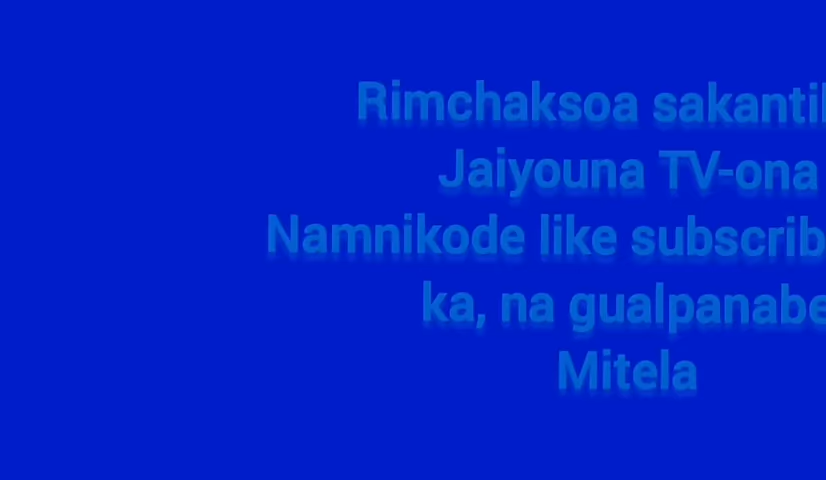 Rimchaksoa sakanti
Jaiyouna TV-ona
Namnikode like subscrib
ka, na gualpanabe
Mitela